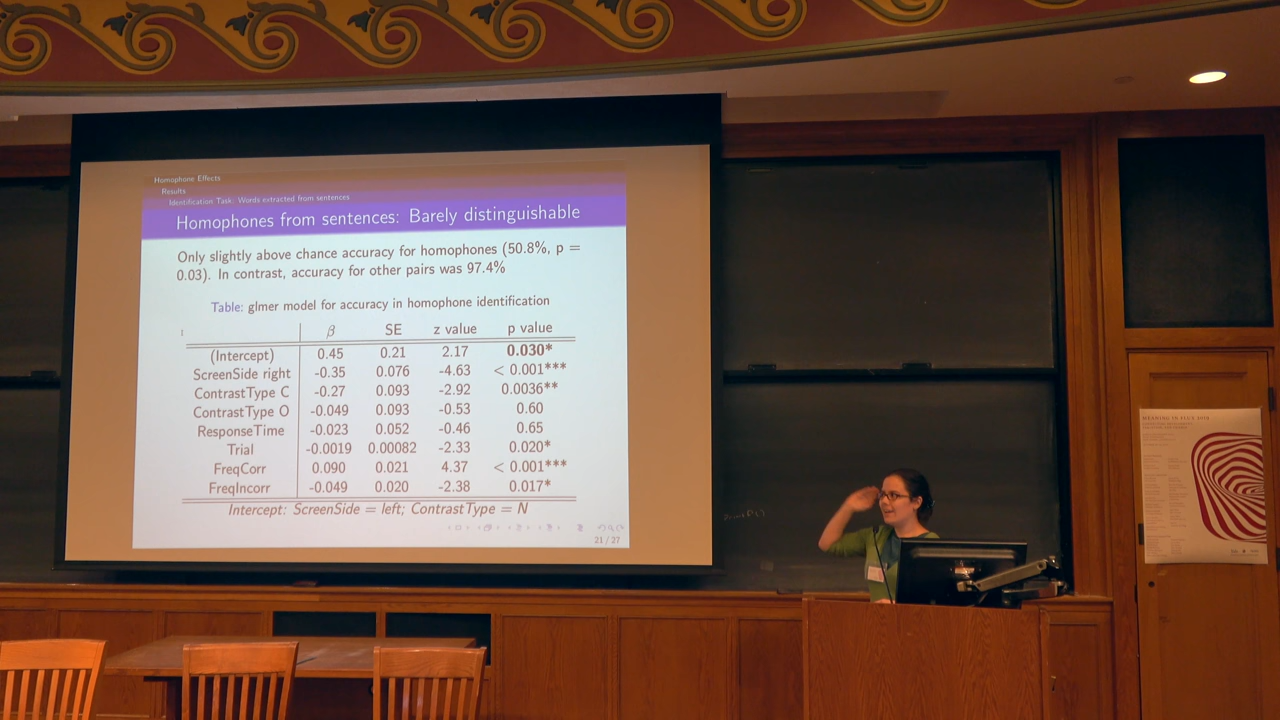 Homophone Effects
Results
Identification Task: Words extracted from sentences
Homophones from sentences: Barely distinguishable
Only slightly above chance accuracy for homophones (50.8%, p =
0.03). In contrast, accuracy for other pairs was 97.4%
Table: glmer model for accuracy in homophone identification
1
β SE z value p value
(Intercept) 0.45 0.21 2.17 0.030*
ScreenSide right -0.35 0.076 -4.63 < 0.001***
ContrastType C -0.27 0.093 -2.92 0.0036**
ContrastType O -0.049 0.093 -0.53 0.60
ResponseTime -0.023 0.052 -0.46 0.65
Trial -0.0019 0.00082 -2.33 0.020*
FreqCorr 0.090 0.021 4.37 < 0.001***
FreqIncorr -0.049 0.020 -2.38 0.017*
Intercept: ScreenSide = left; ContrastType = N
21 / 27